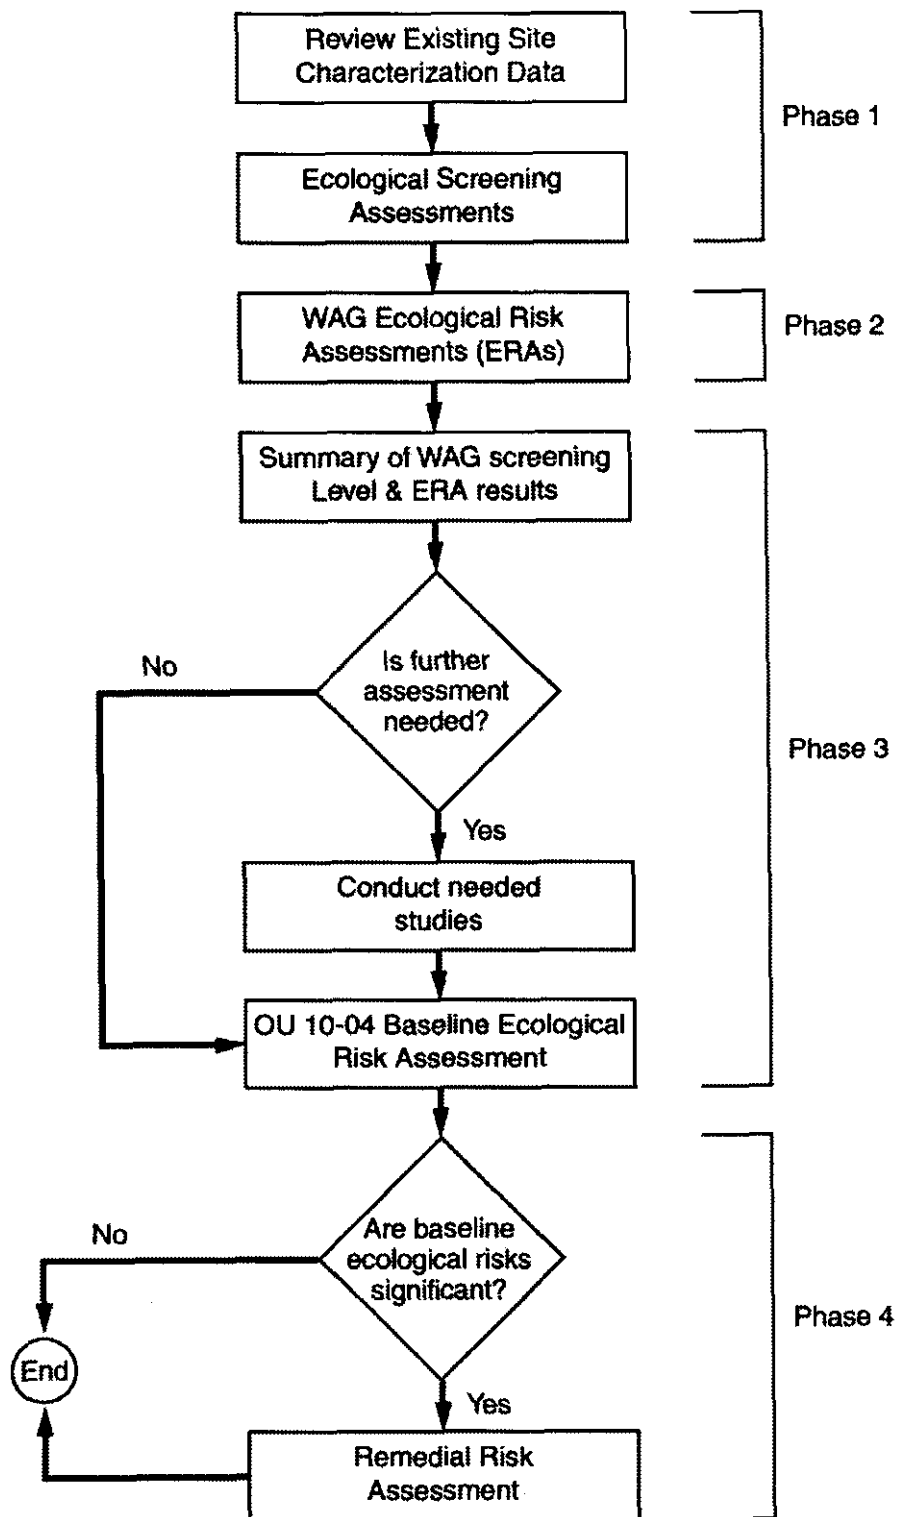 Review Existing Site
Characterization Data
Phase 1
Ecological Screening
Assessments
WAG Ecological Risk
Assessments (ERAs)
Phase 2
Summary of WAG screening
Level & ERA results
No
Is further
assessment
needed?
Phase 3
Yes
Conduct needed
studies
OU 10-04 Baseline Ecological
Risk Assessment
No
Are baseline
ecological risks
significant?
Phase 4
End
Yes
Remedial Risk
Assessment